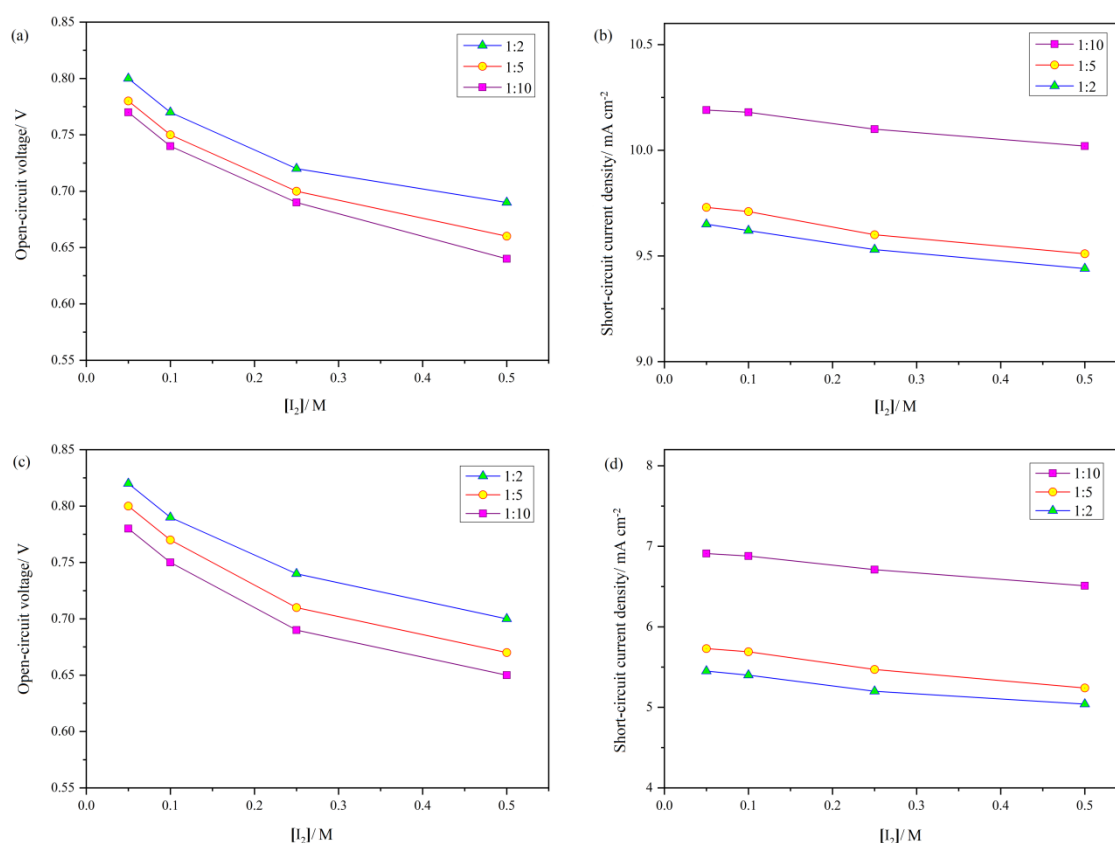 (a)
0.85
0.80
0.75
0.70
0.65
0.60
0.55
0.0 0.1 0.2 0.3 0.4 0.5
Open-circuit voltage/ V
[I₂]/ M
1:2
1:5
1:10
(b)
10.5
10.0
9.5
9.0
0.0 0.1 0.2 0.3 0.4 0.5
Short-circuit current density/ mA cm⁻²
[I₂]/ M
1:10
1:5
1:2
(c)
0.85
0.80
0.75
0.70
0.65
0.60
0.55
0.0 0.1 0.2 0.3 0.4 0.5
Open-circuit voltage/ V
[I₂]/ M
1:2
1:5
1:10
(d)
8
7
6
5
4
0.0 0.1 0.2 0.3 0.4 0.5
Short-circuit current density/ mA cm⁻²
[I₂]/ M
1:10
1:5
1:2